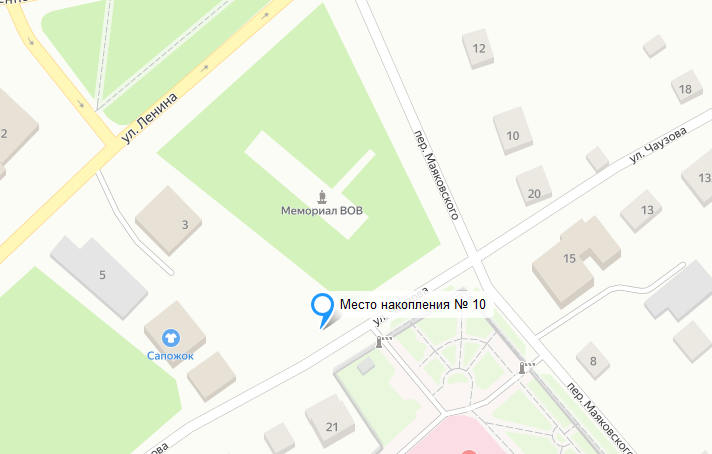 12
18
ул. Ленина
2
10
ул. Чаузова
пер. Маяковского
13
20
Мемориал ВОВ
3
13
15
5
Место накопления № 10
ул.
Сапожок
8
21
пер. Маяковского